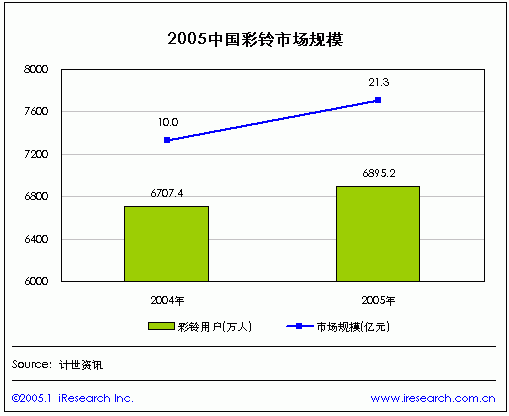 2005中国彩铃市场规模
8000
7600
7200
6800
6400
6000
10.0
21.3
6707.4
6895.2
2004年
2005年
彩铃用户(万人)
市场规模(亿元)
Source: 计世资讯
©2005.1 iResearch Inc.
www.iresearch.com.cn